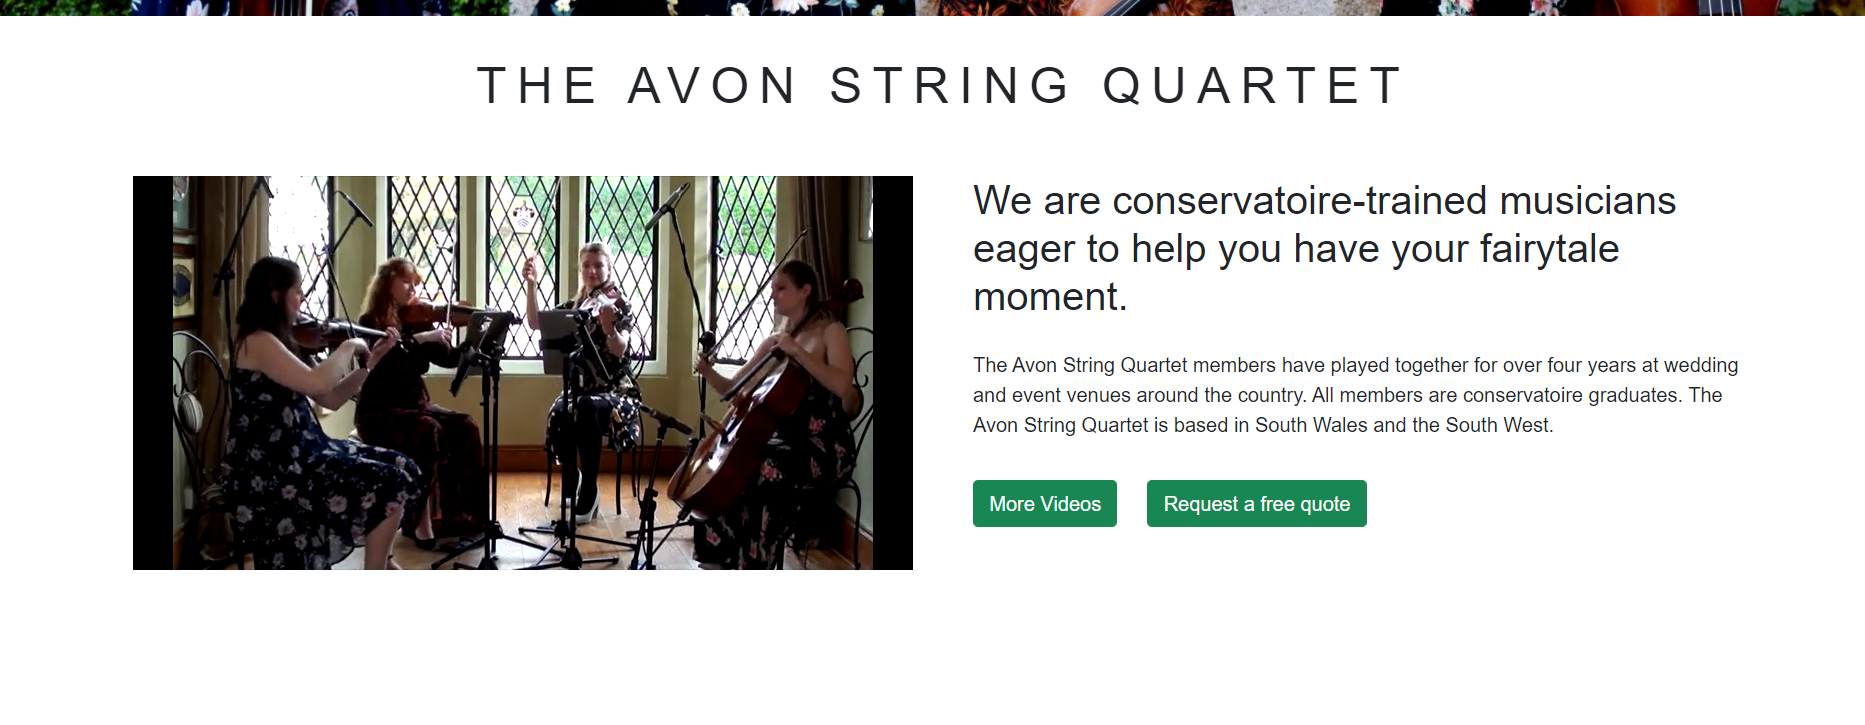 THE AVON STRING QUARTET
We are conservatoire-trained musicians
eager to help you have your fairytale
moment.
The Avon String Quartet members have played together for over four years at wedding
and event venues around the country. All members are conservatoire graduates. The
Avon String Quartet is based in South Wales and the South West.
More Videos
Request a free quote